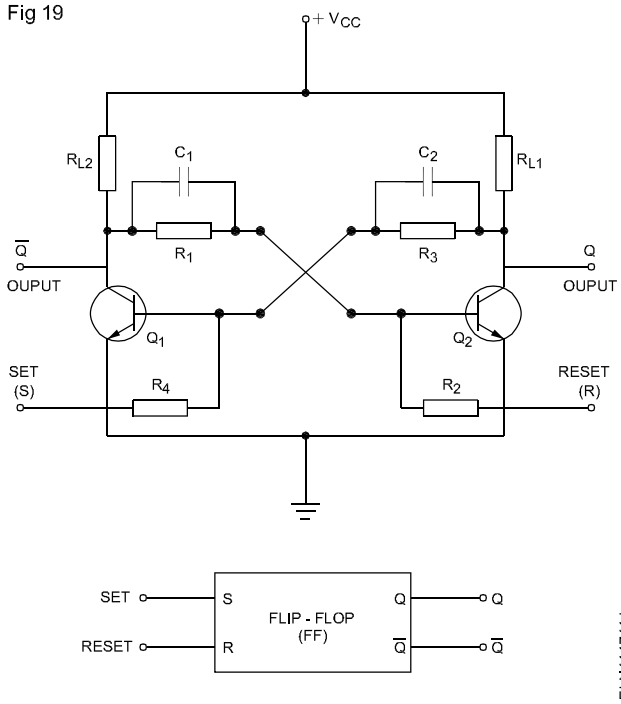 Fig 19
+ VCC
RL2
C1
C2
RL1
R1
R3
Q̅
Q
OUPUT
OUPUT
Q1
Q2
SET
(S)
R4
R2
RESET
(R)
SET
S
FLIP - FLOP
(FF)
Q
Q
RESET
R
Q̅
Q̅